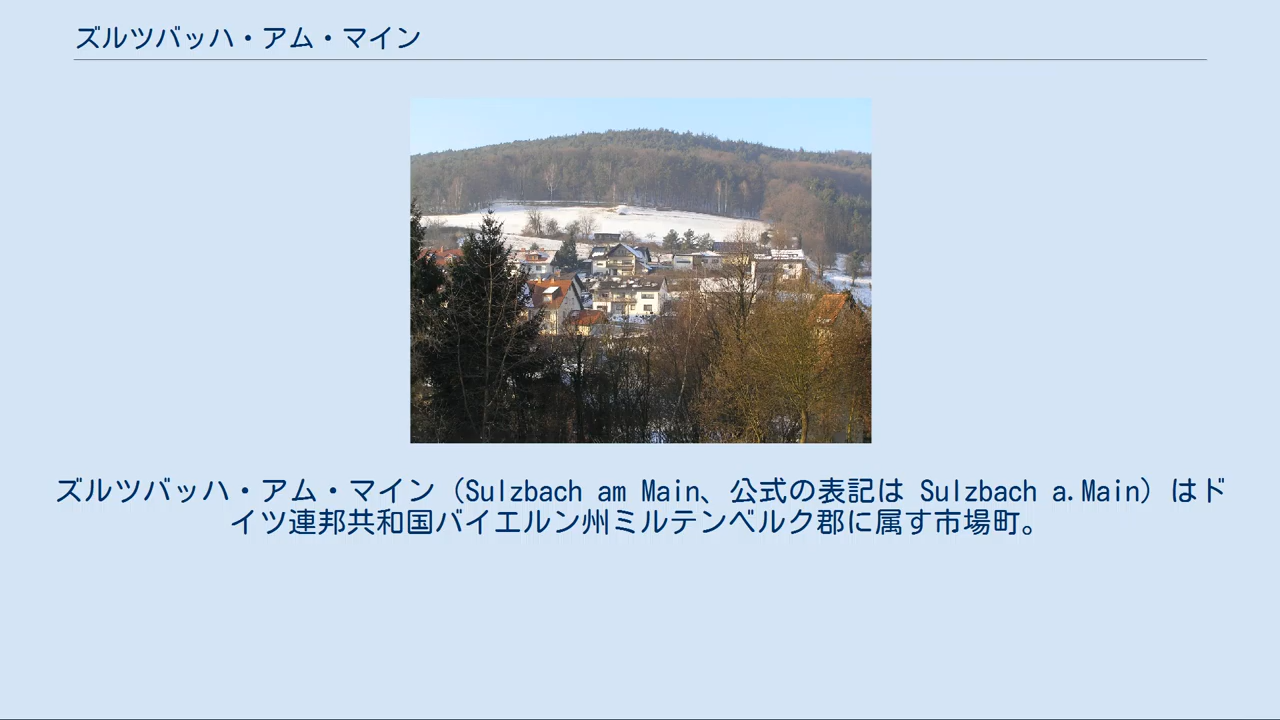 ズルツバッハ・アム・マイン
ズルツバッハ・アム・マイン（Sulzbach am Main、公式の表記は Sulzbach a.Main）はド
イツ連邦共和国バイエルン州ミルテンベルク郡に属す市場町。